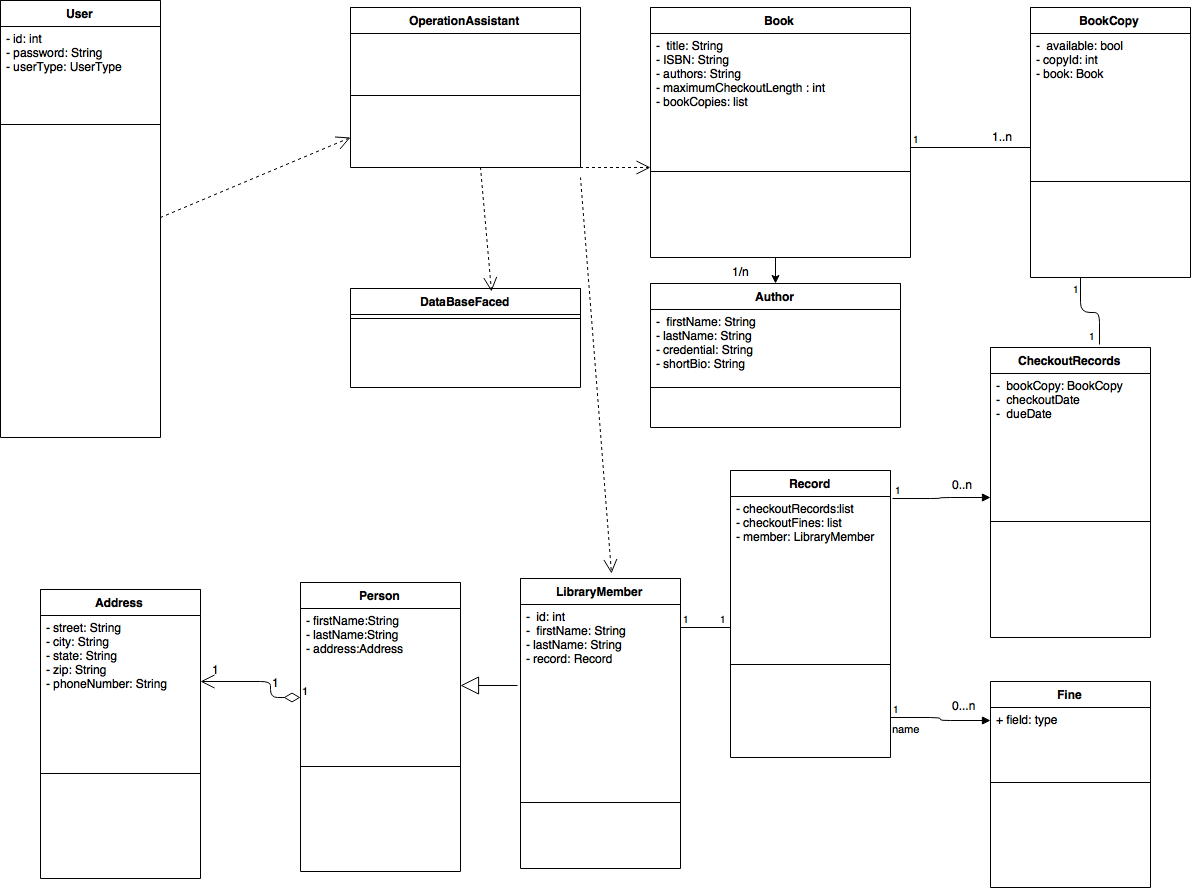 User
- id: int
- password: String
- userType: UserType
OperationAssistant
Book
-  title: String
- ISBN: String
- authors: String
- maximumCheckoutLength : int
- bookCopies: list
BookCopy
-  available: bool
- copyId: int
- book: Book
1
1..n
DataBaseFaced
1/n
Author
-  firstName: String
- lastName: String
- credential: String
- shortBio: String
1
1
CheckoutRecords
-  bookCopy: BookCopy
-  checkoutDate
-  dueDate
Record
- checkoutRecords:list
- checkoutFines: list
- member: LibraryMember
1
0..n
Address
- street: String
- city: String
- state: String
- zip: String
- phoneNumber: String
1
1
1
Person
- firstName:String
- lastName:String
- address:Address
LibraryMember
-  id: int
-  firstName: String
- lastName: String
- record: Record
1
1
1
0...n
name
Fine
+ field: type